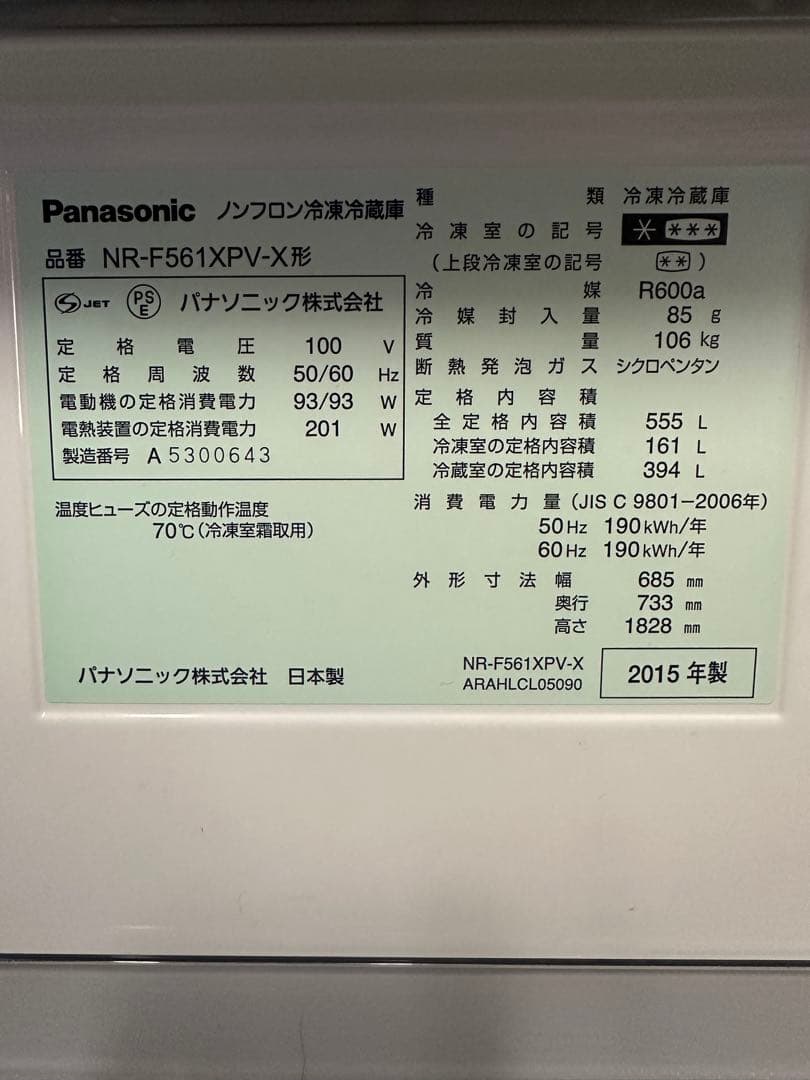 Panasonic ノンフロン冷凍冷蔵庫
品番 NR-F561XPV-X形
JET PSE パナソニック株式会社
定格電圧 100 V
定格周波数 50/60 Hz
電動機の定格消費電力 93/93 W
電熱装置の定格消費電力 201 W
製造番号 A 5300643
温度ヒューズの定格動作温度
70℃(冷凍室霜取用)
パナソニック株式会社 日本製
種類 冷凍冷蔵庫
冷凍室の記号 * ***
(上段冷凍室の記号 ** )
冷媒 R600a
冷媒封入量 85 g
質量 106 kg
断熱発泡ガス シクロペンタン
定格内容積
全定格内容積 555 L
冷凍室の定格内容積 161 L
冷蔵室の定格内容積 394 L
消費電力量 (JIS C 9801-2006年)
50Hz 190kWh/年
60Hz 190kWh/年
外形寸法 幅 685 mm
奥行 733 mm
高さ 1828 mm
NR-F561XPV-X
ARAHLCL05090
2015 年製